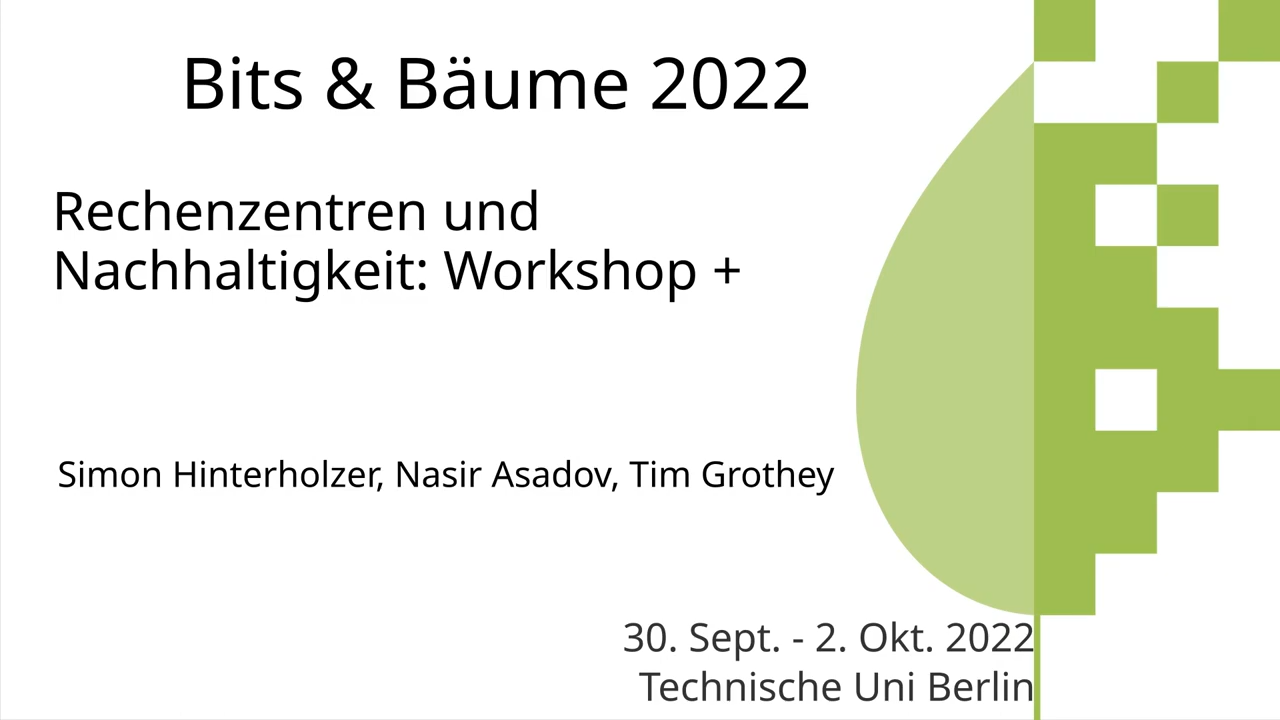 Bits & Bäume 2022
Rechenzentren und
Nachhaltigkeit: Workshop +
Simon Hinterholzer, Nasir Asadov, Tim Grothey
30. Sept. - 2. Okt. 2022
Technische Uni Berlin